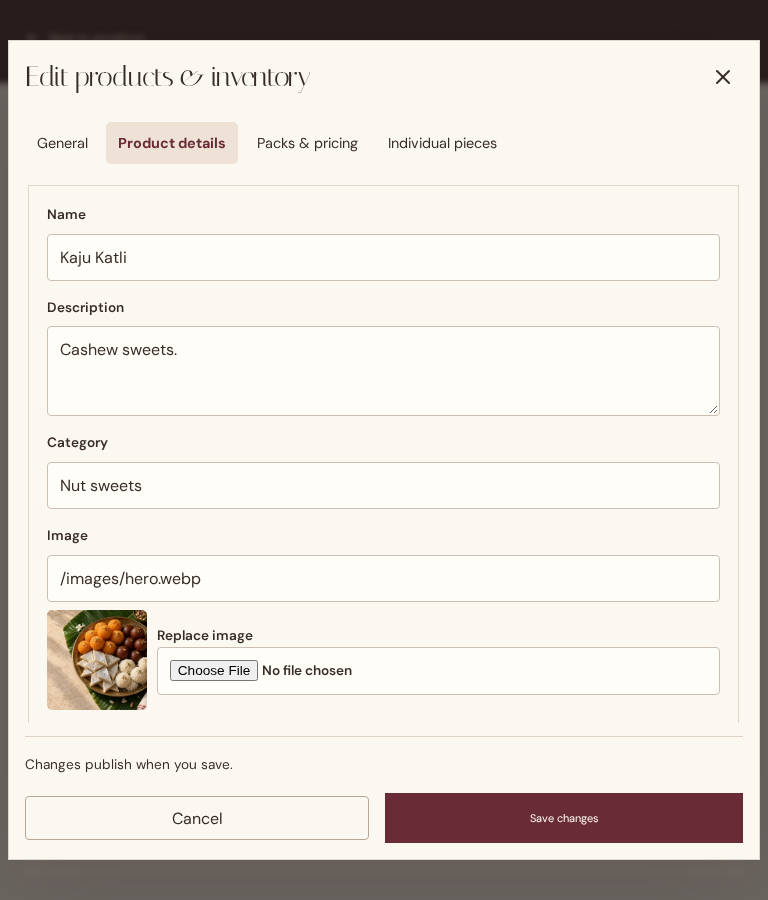 Edit products & inventory
General
Product details
Packs & pricing
Individual pieces
Name
Kaju Katli
Description
Cashew sweets.
Category
Nut sweets
Image
/images/hero.webp
Replace image
Choose File No file chosen
Changes publish when you save.
Cancel
Save changes